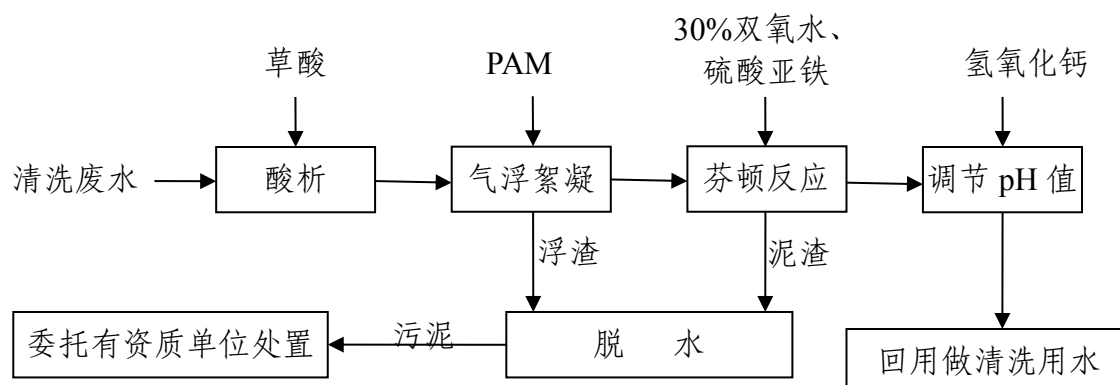 30%双氧水、
硫酸亚铁
草酸
PAM
氢氧化钙
清洗废水
酸析
气浮絮凝
芬顿反应
调节 pH 值
浮渣
泥渣
委托有资质单位处置
污泥
脱 水
回用做清洗用水